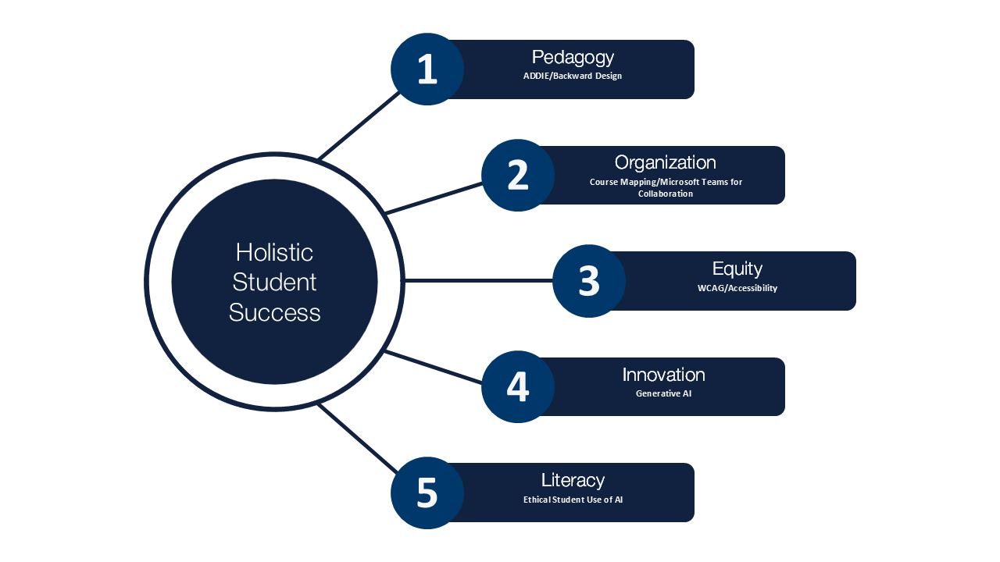 1
Pedagogy
ADDIE/Backward Design
2
Organization
Course Mapping/Microsoft Teams for
Collaboration
Holistic
Student
Success
3
Equity
WCAG/Accessibility
4
Innovation
Generative AI
5
Literacy
Ethical Student Use of AI